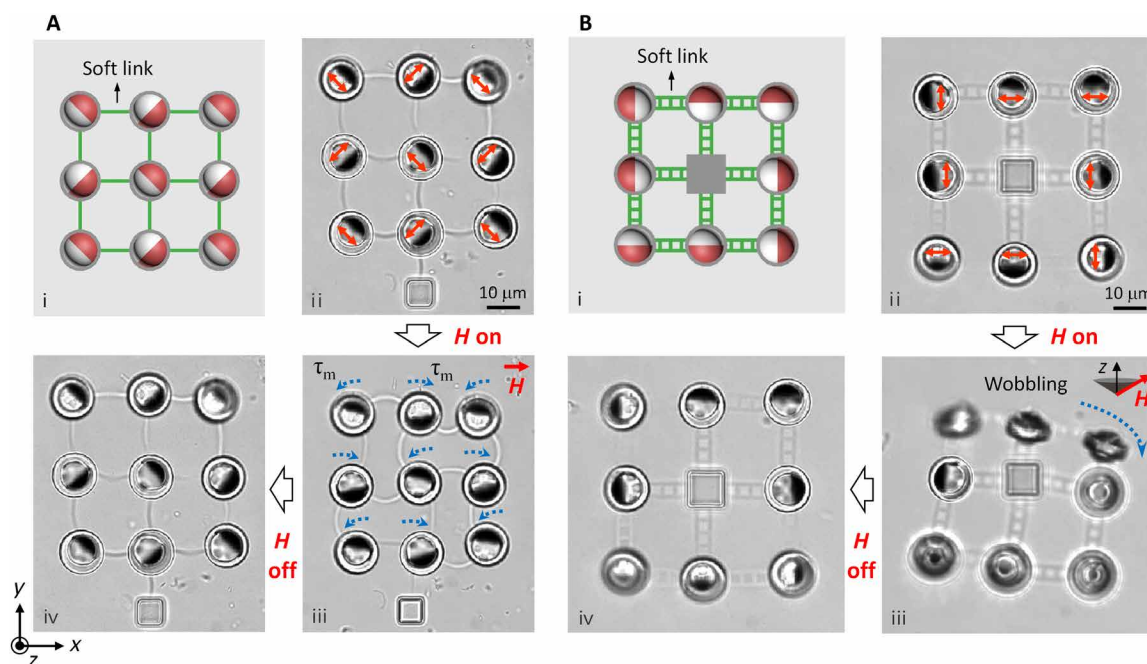 A
B
Soft link
i
ii
10 μm
Soft link
i
ii
10 μm
H on
H on
iv
H
off
τm
τm
H
iii
iv
H
off
Wobbling
z
H
iii
y
z
x